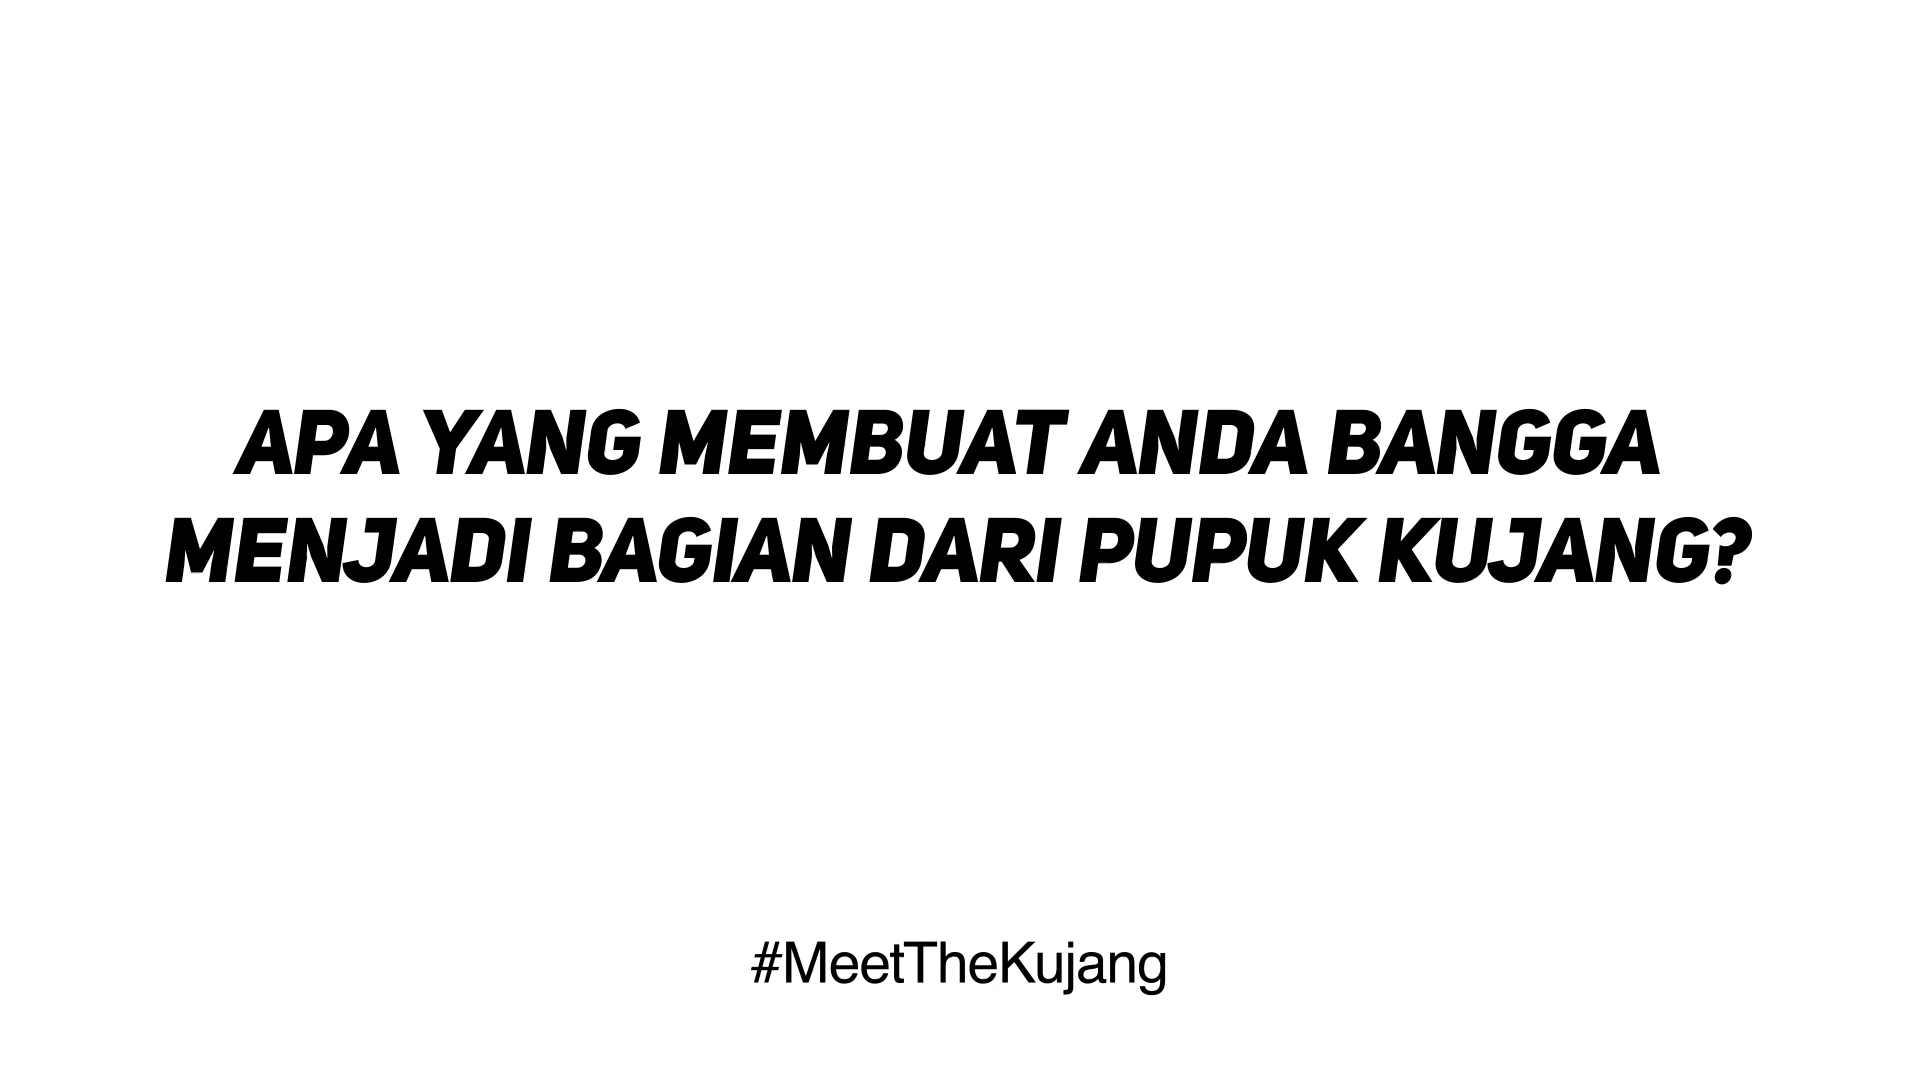 APA YANG MEMBUAT ANDA BANGGA
MENJADI BAGIAN DARI PUPUK KUJANG?
#MeetTheKujang